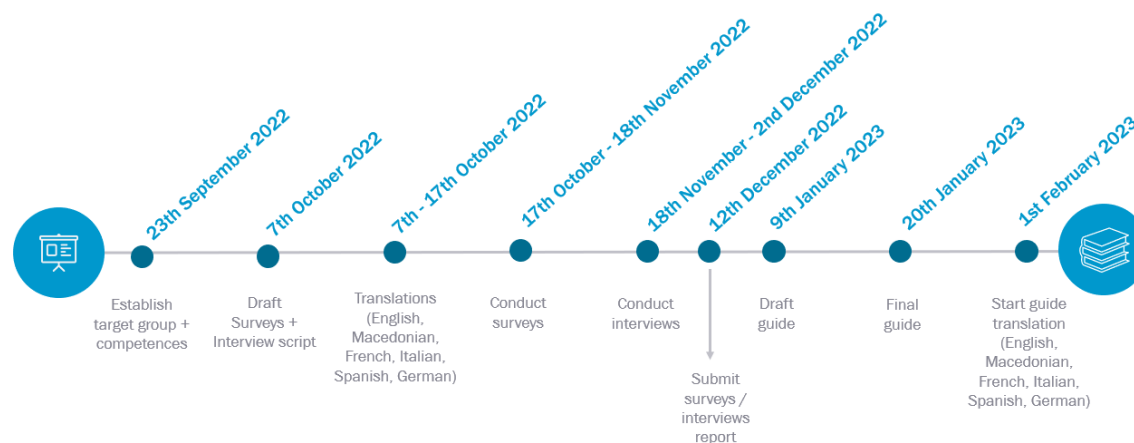 23th September 2022
7th October 2022
7th - 17th October 2022
17th October - 18th November 2022
18th November - 2nd December 2022
12th December 2022
9th January 2023
20th January 2023
1st February 2023
Establish
target group +
competences
Draft
Surveys +
Interview script
Translations
(English,
Macedonian,
French, Italian,
Spanish, German)
Conduct
surveys
Conduct
interviews
Submit
surveys /
interviews
report
Draft
guide
Final
guide
Start guide
translation
(English,
Macedonian,
French, Italian,
Spanish, German)